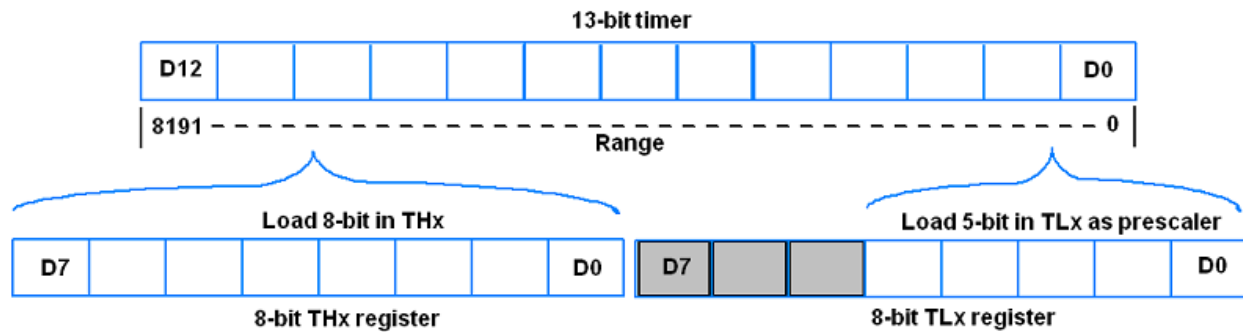 13-bit timer
D12 D0
8191 0
Range
Load 8-bit in THx Load 5-bit in TLx as prescaler
D7 D0 D7 D0
8-bit THx register 8-bit TLx register